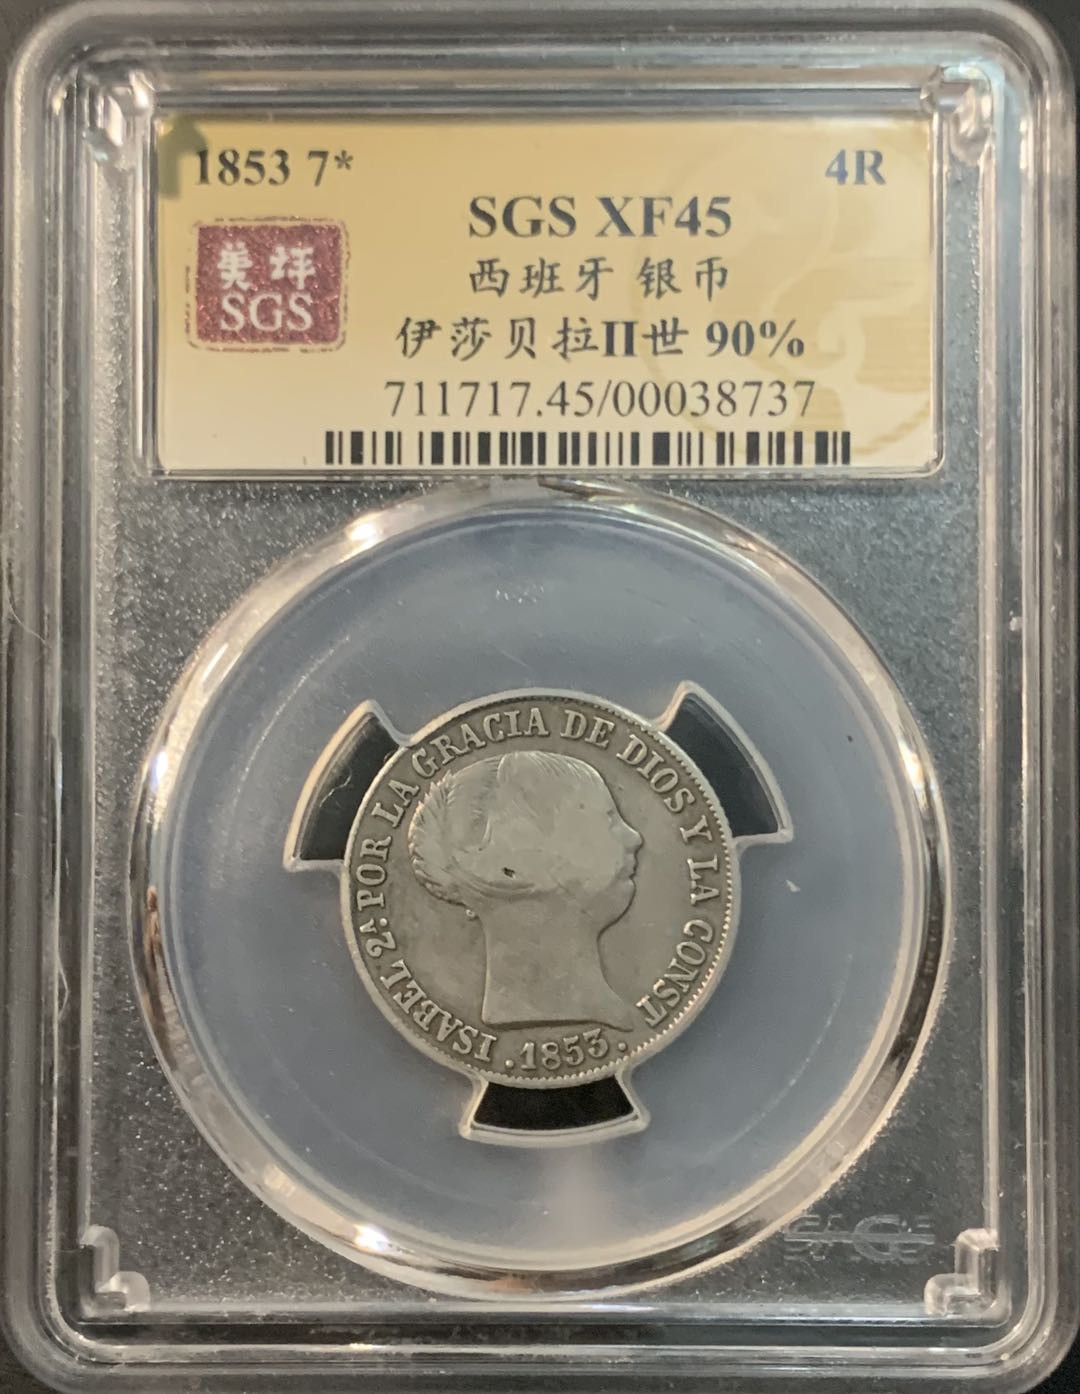 1853 7*
4R
SGS XF45
美评
SGS
西班牙 银币
伊莎贝拉II世 90%
711717.45/00038737
ISABEL 2ª. POR LA GRACIA DE DIOS Y LA CONST
.1853.